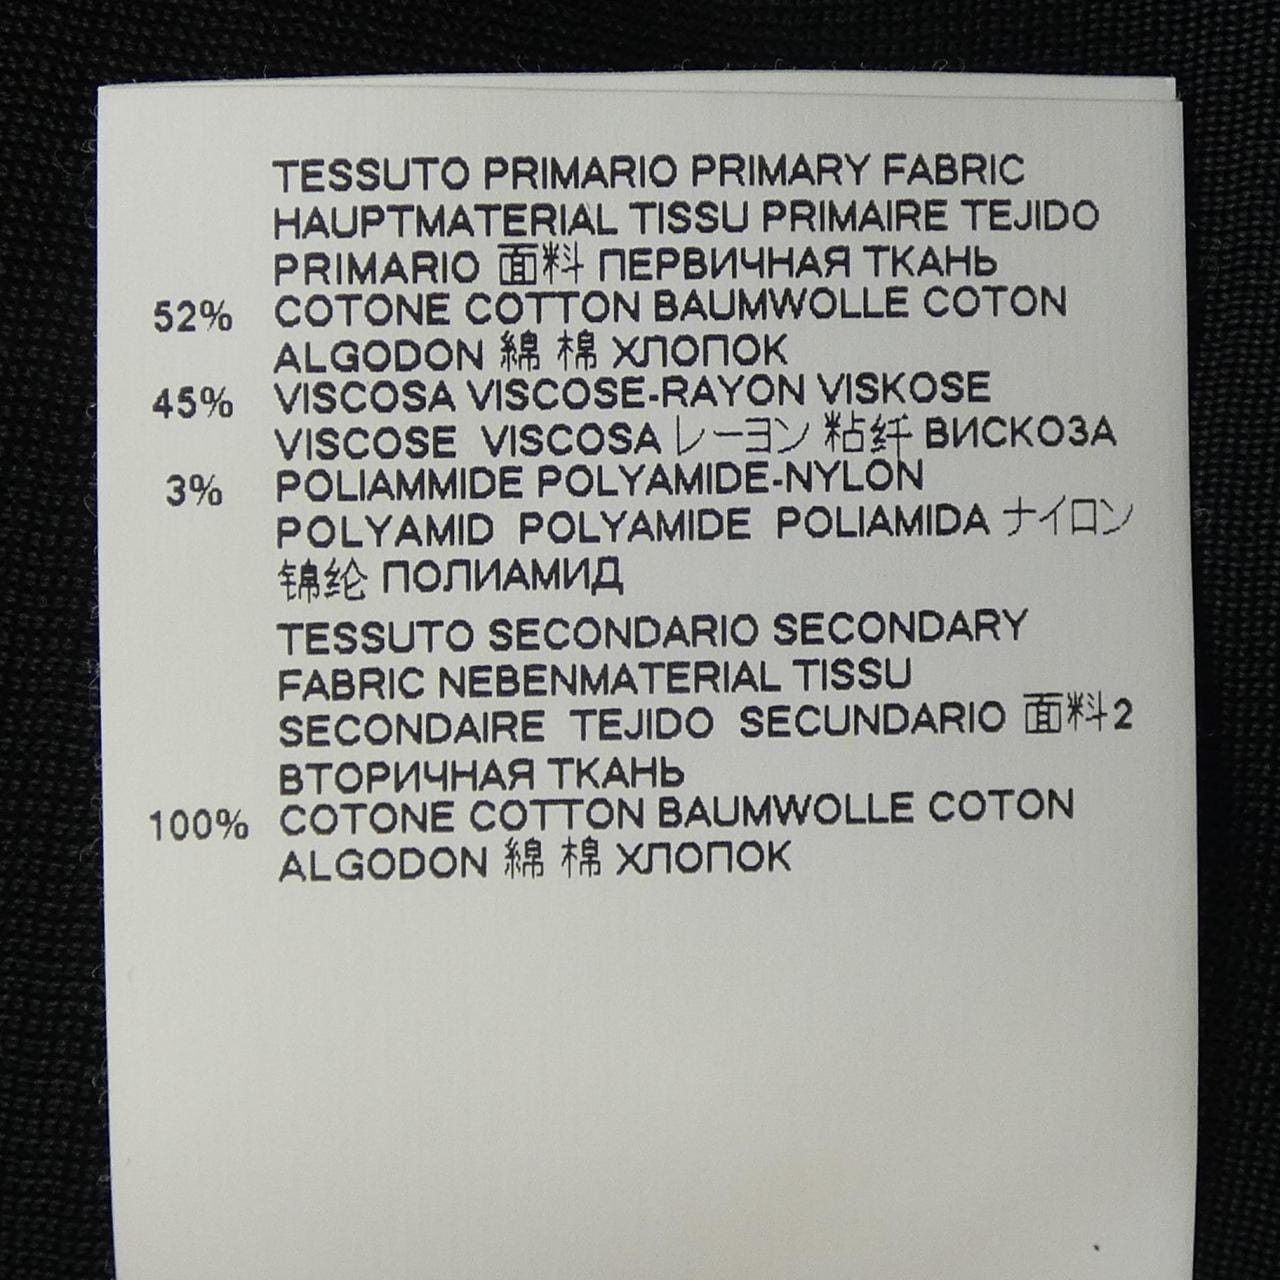 TESSUTO PRIMARIO PRIMARY FABRIC
HAUPTMATERIAL TISSU PRIMAIRE TEJIDO
PRIMARIO 面料 ПЕРВИЧНАЯ ТКАНЬ
52% COTONE COTTON BAUMWOLLE COTON
ALGODON 綿 棉 ХЛОПОК
45% VISCOSA VISCOSE-RAYON VISKOSE
VISCOSE VISCOSA レーヨン 粘纤 ВИСКОЗА
3% POLIAMMIDE POLYAMIDE-NYLON
POLYAMID POLYAMIDE POLIAMIDA ナイロン
锦纶 ПОЛИАМИД
TESSUTO SECONDARIO SECONDARY
FABRIC NEBENMATERIAL TISSU
SECONDAIRE TEJIDO SECUNDARIO 面料2
ВТОРИЧНАЯ ТКАНЬ
100% COTONE COTTON BAUMWOLLE COTON
ALGODON 綿 棉 ХЛОПОК